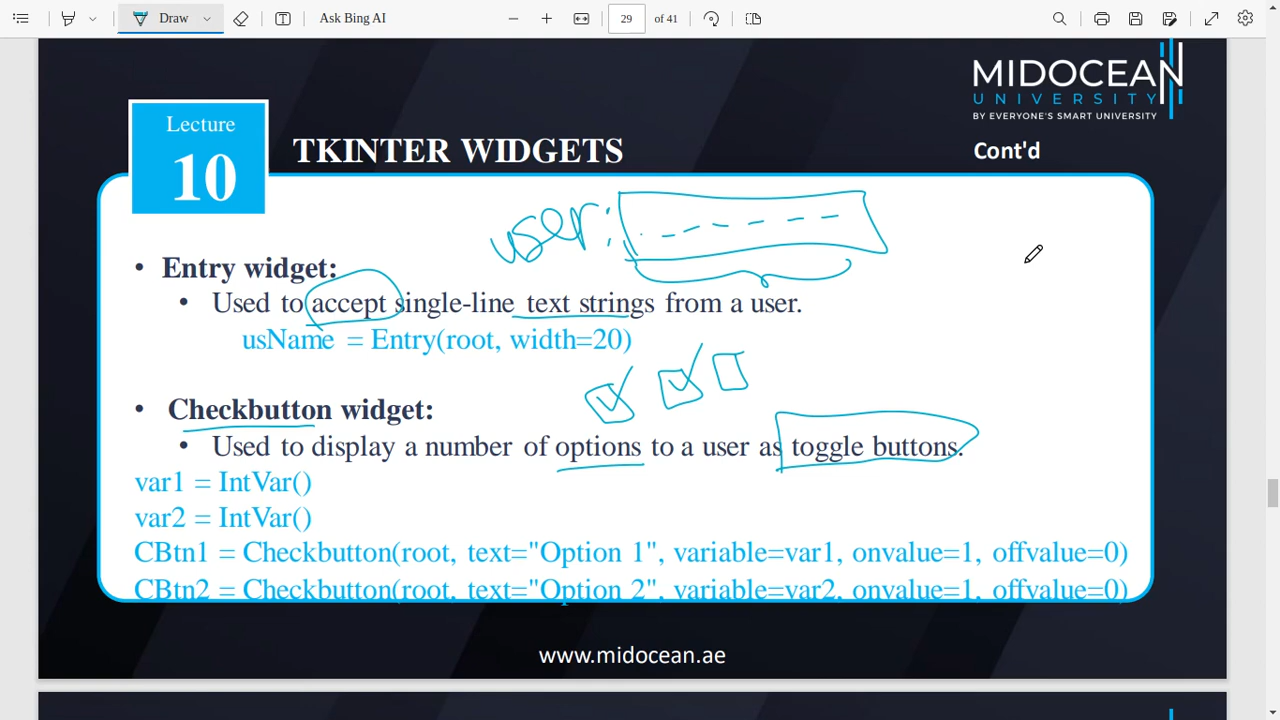 Draw
Ask Bing AI
29 of 41
MIDOCEAN
UNIVERSITY
BY EVERYONE'S SMART UNIVERSITY
Lecture
10
TKINTER WIDGETS
Cont'd
user:
• Entry widget:
• Used to accept single-line text strings from a user.
usName = Entry(root, width=20)
• Checkbutton widget:
• Used to display a number of options to a user as toggle buttons.
var1 = IntVar()
var2 = IntVar()
CBtn1 = Checkbutton(root, text="Option 1", variable=var1, onvalue=1, offvalue=0)
CBtn2 = Checkbutton(root, text="Option 2", variable=var2, onvalue=1, offvalue=0)
www.midocean.ae